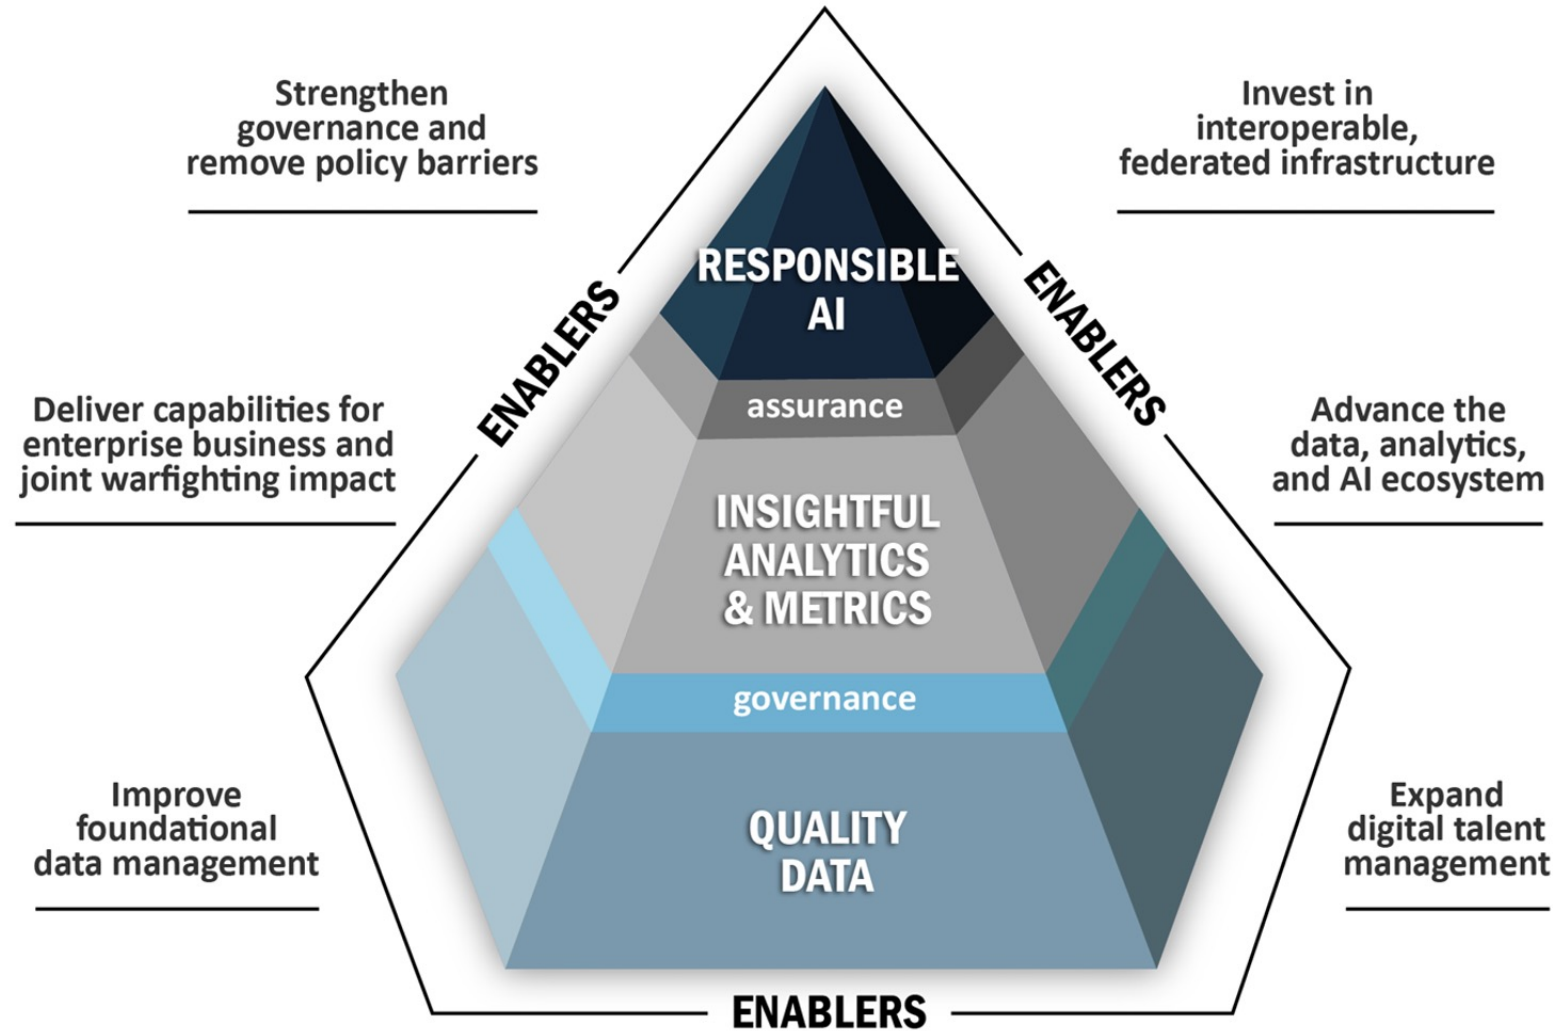 Strengthen
governance and
remove policy barriers
Invest in
interoperable,
federated infrastructure
ENABLERS
ENABLERS
Deliver capabilities for
enterprise business and
joint warfighting impact
Advance the
data, analytics,
and AI ecosystem
RESPONSIBLE
AI
assurance
INSIGHTFUL
ANALYTICS
& METRICS
governance
QUALITY
DATA
Improve
foundational
data management
Expand
digital talent
management
ENABLERS